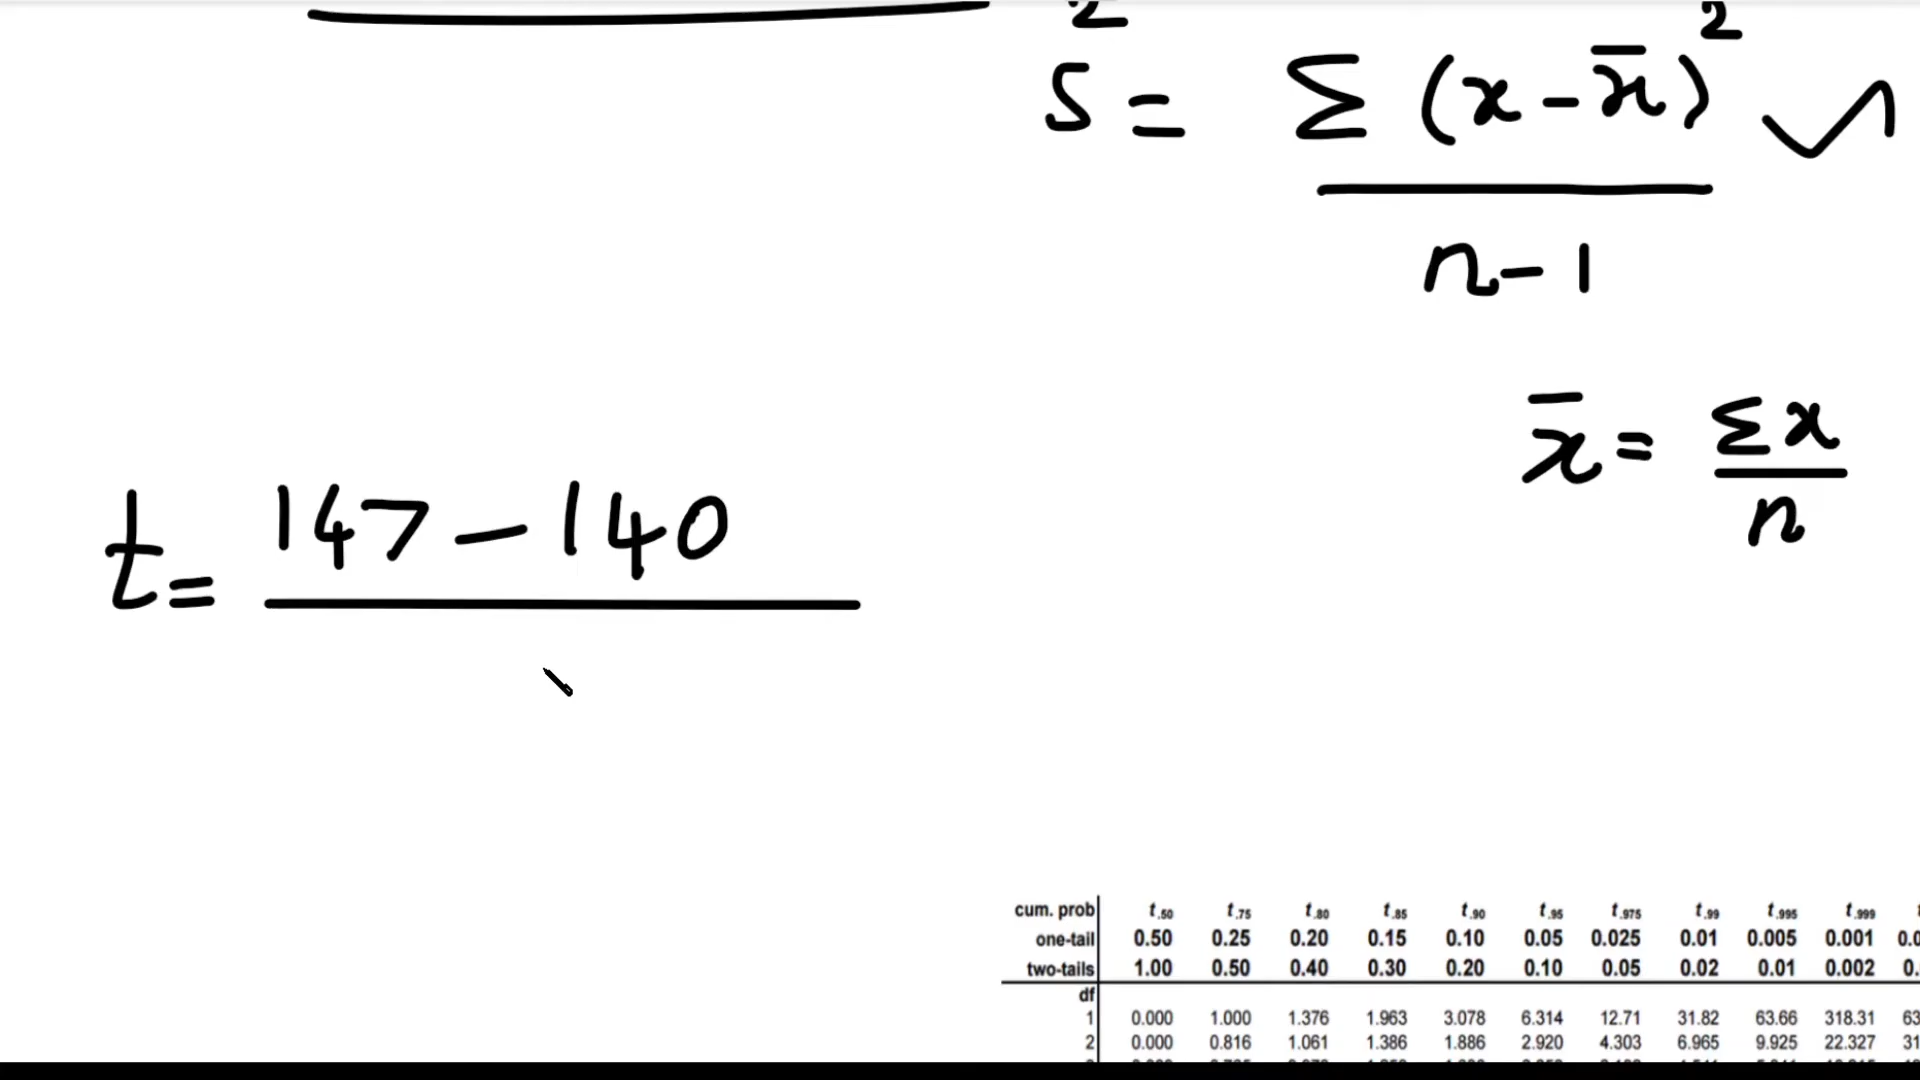 s² = Σ (x - x̄)²
n - 1
x̄ = Σx
n
t = 147 - 140
cum. prob t.50 t.75 t.80 t.85 t.90 t.95 t.975 t.99 t.995 t.999
one-tail 0.50 0.25 0.20 0.15 0.10 0.05 0.025 0.01 0.005 0.001
two-tails 1.00 0.50 0.40 0.30 0.20 0.10 0.05 0.02 0.01 0.002
df
1 0.000 1.000 1.376 1.963 3.078 6.314 12.71 31.82 63.66 318.31
2 0.000 0.816 1.061 1.386 1.886 2.920 4.303 6.965 9.925 22.327